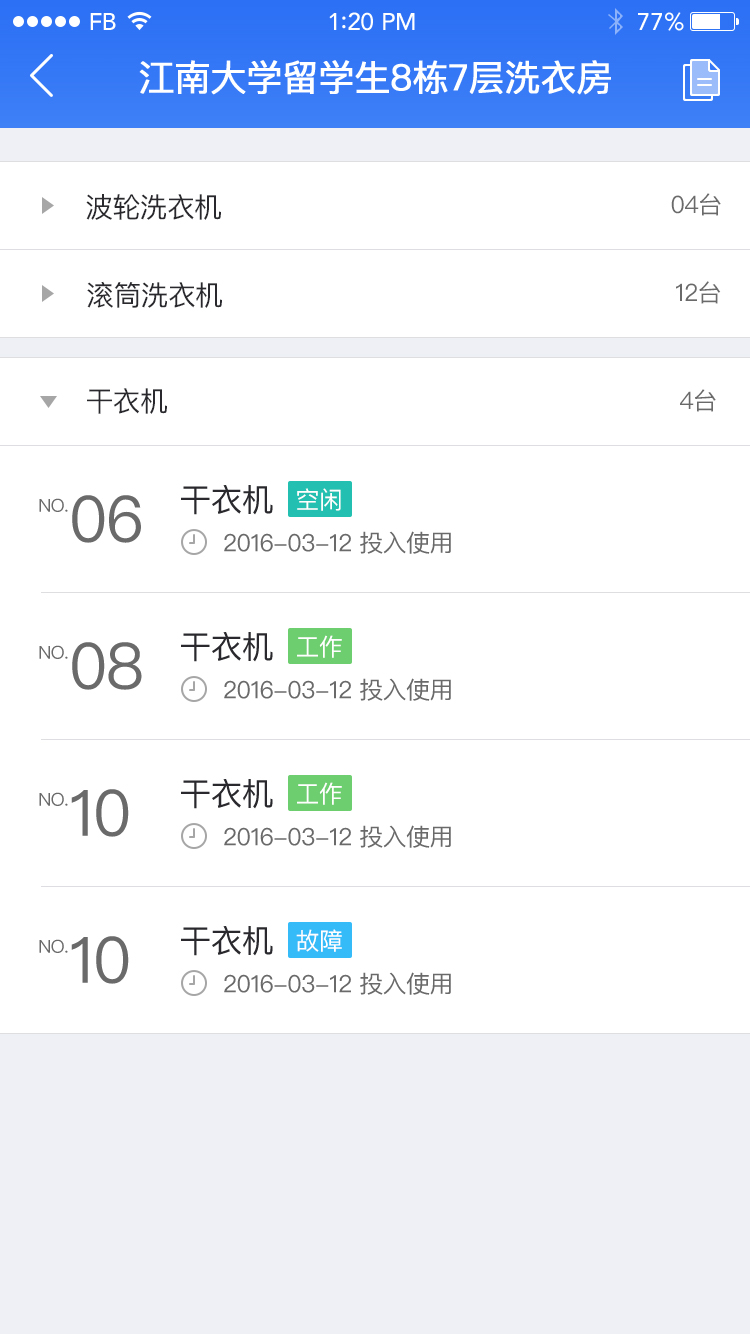 FB 1:20 PM 77%
江南大学留学生8栋7层洗衣房
波轮洗衣机 04台
滚筒洗衣机 12台
干衣机 4台
NO.06 干衣机 空闲
2016-03-12 投入使用
NO.08 干衣机 工作
2016-03-12 投入使用
NO.10 干衣机 工作
2016-03-12 投入使用
NO.10 干衣机 故障
2016-03-12 投入使用